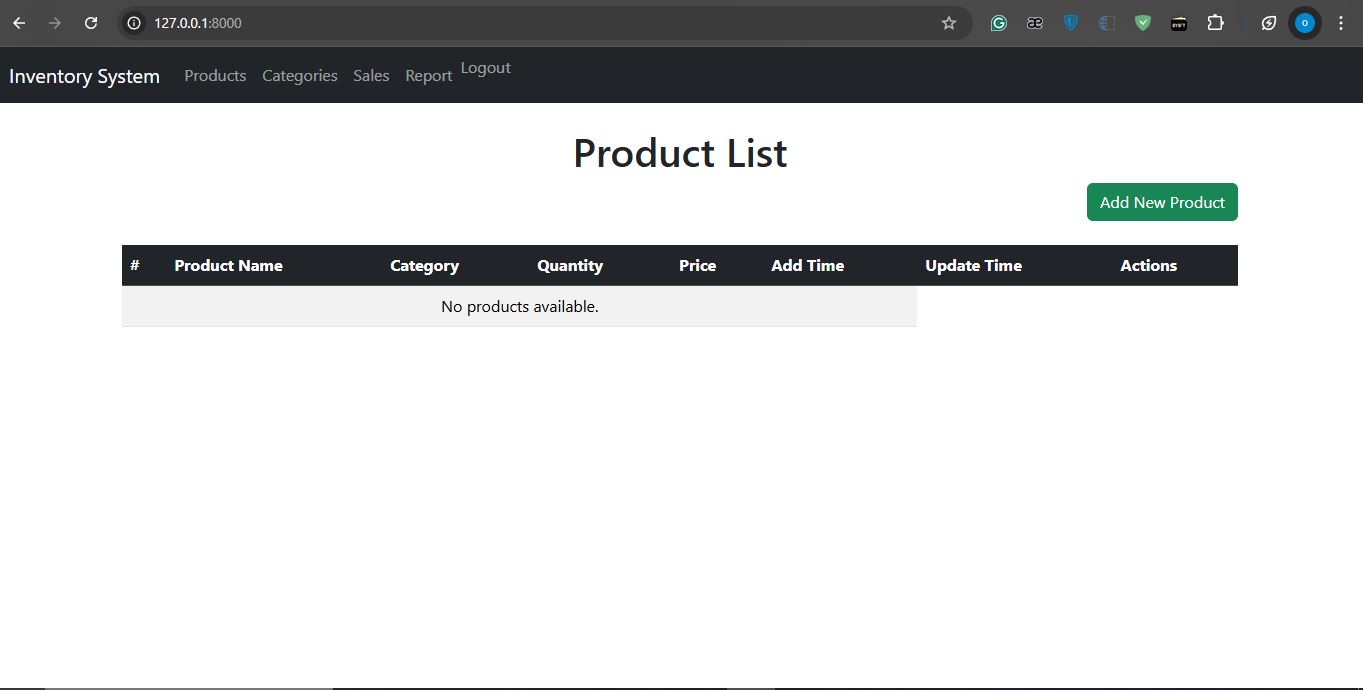 127.0.0.1:8000
Inventory System Products Categories Sales Report Logout
Product List
Add New Product
# Product Name Category Quantity Price Add Time Update Time Actions
No products available.